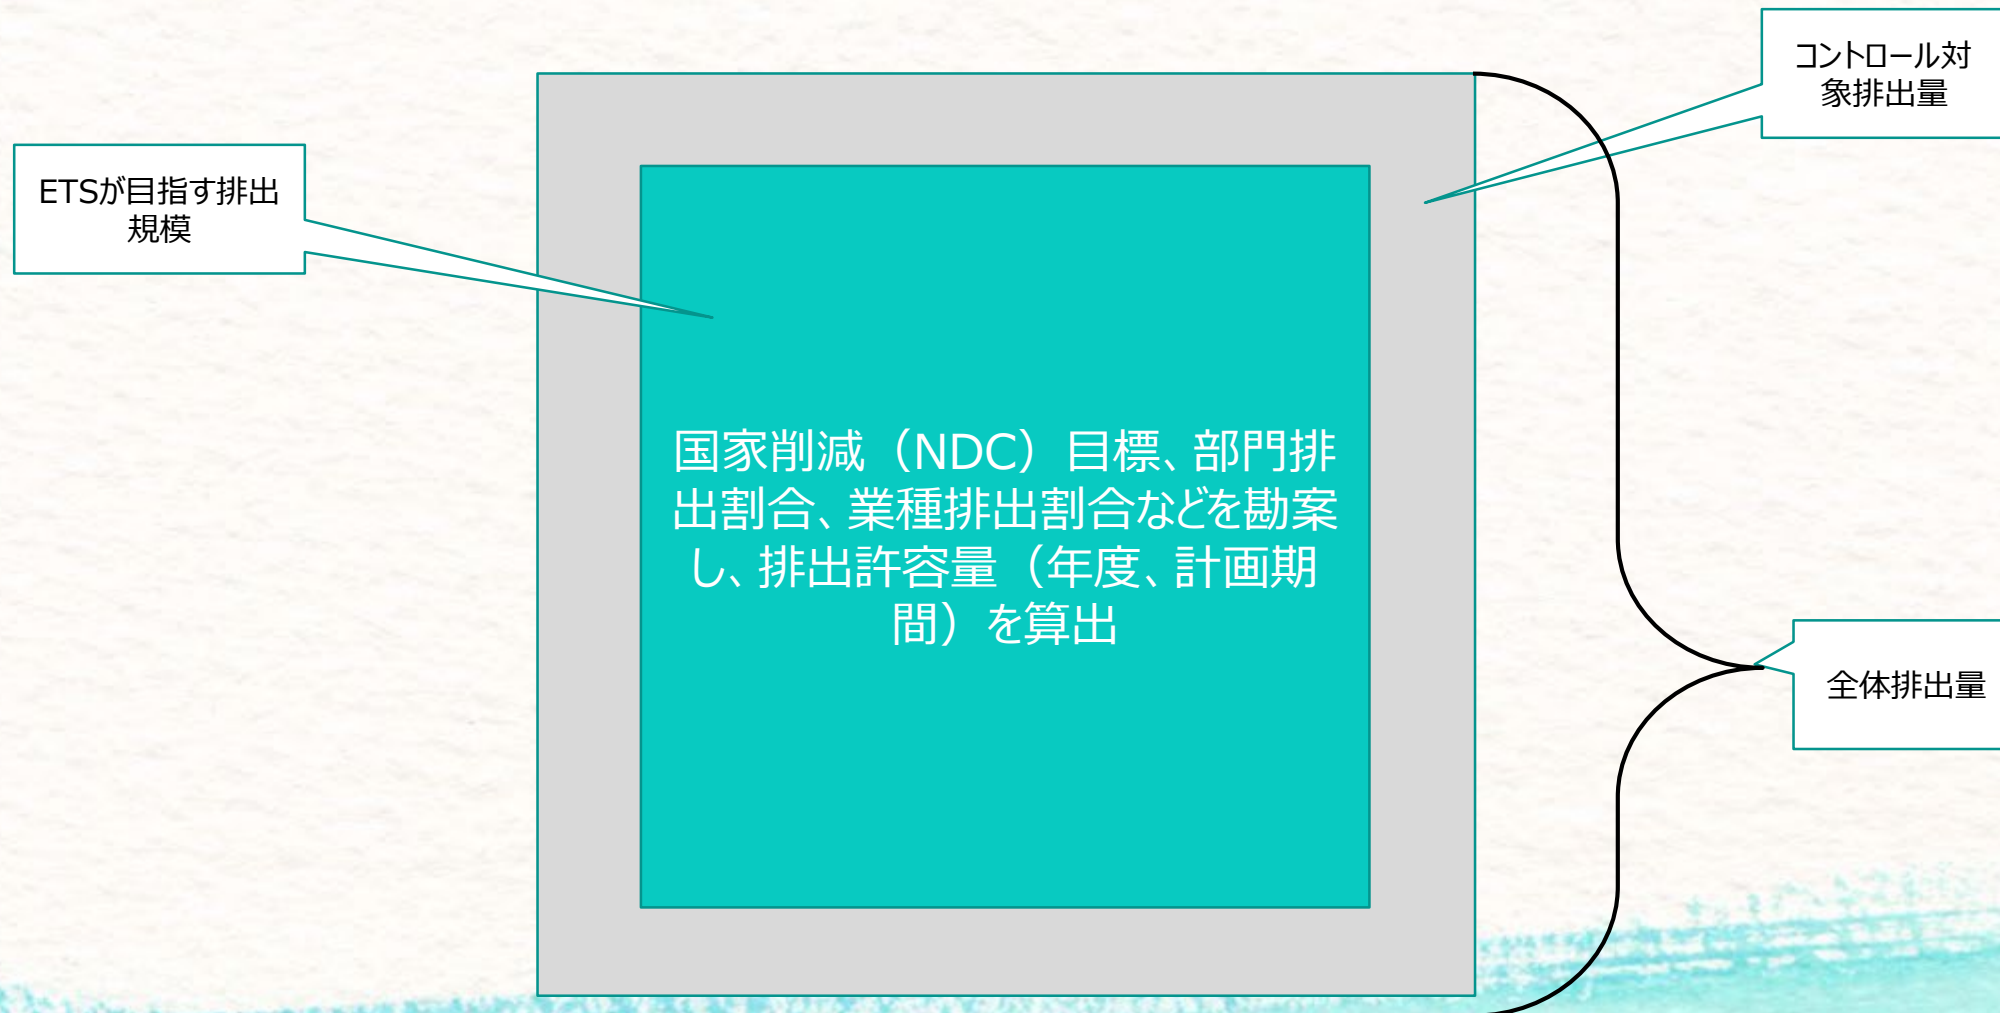 コントロール対
象排出量
ETSが目指す排出
規模
国家削減（NDC）目標、部門排
出割合、業種排出割合などを勘案
し、排出許容量（年度、計画期
間）を算出
全体排出量